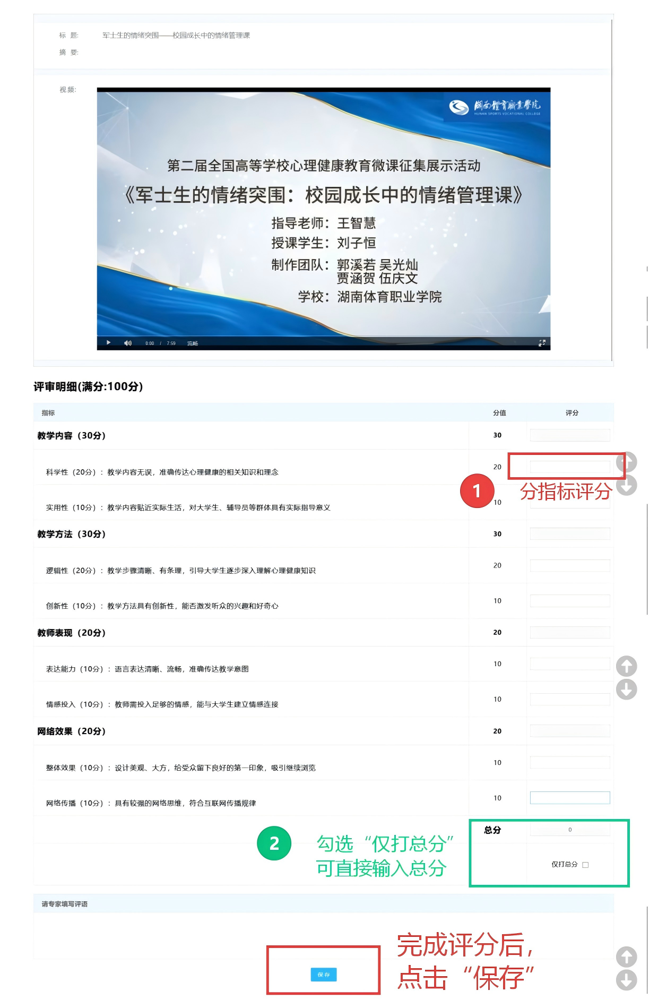 标 题: 军士生的情绪突围——校园成长中的情绪管理课
摘 要:
视频:
湖南體育職業學院
HUNAN SPORTS VOCATIONAL COLLEGE
第二届全国高等学校心理健康教育微课征集展示活动
《军士生的情绪突围：校园成长中的情绪管理课》
指导老师：王智慧
授课学生：刘子恒
制作团队：郭溪若 吴光灿
贾涵贺 伍庆文
学校：湖南体育职业学院
0:00 / 7:59 流畅
评审明细(满分:100分)
指标 分值 评分
教学内容（30分） 30
科学性（20分）：教学内容无误，准确传达心理健康的相关知识和理念 20
1 分指标评分
实用性（10分）：教学内容贴近实际生活，对大学生、辅导员等群体具有实际指导意义 10
教学方法（30分） 30
逻辑性（20分）：教学步骤清晰、有条理，引导大学生逐步深入理解心理健康知识 20
创新性（10分）：教学方法具有创新性，能否激发听众的兴趣和好奇心 10
教师表现（20分） 20
表达能力（10分）：语言表达清晰、流畅，准确传达教学意图 10
情感投入（10分）：教师需投入足够的情感，能与大学生建立情感连接 10
网络效果（20分） 20
整体效果（10分）：设计美观、大方，给受众留下良好的第一印象，吸引继续浏览 10
网络传播（10分）：具有较强的网络思维，符合互联网传播规律 10
总分 0
2 勾选“仅打总分”
可直接输入总分
仅打总分
请专家填写评语
完成评分后，
点击“保存”
保存